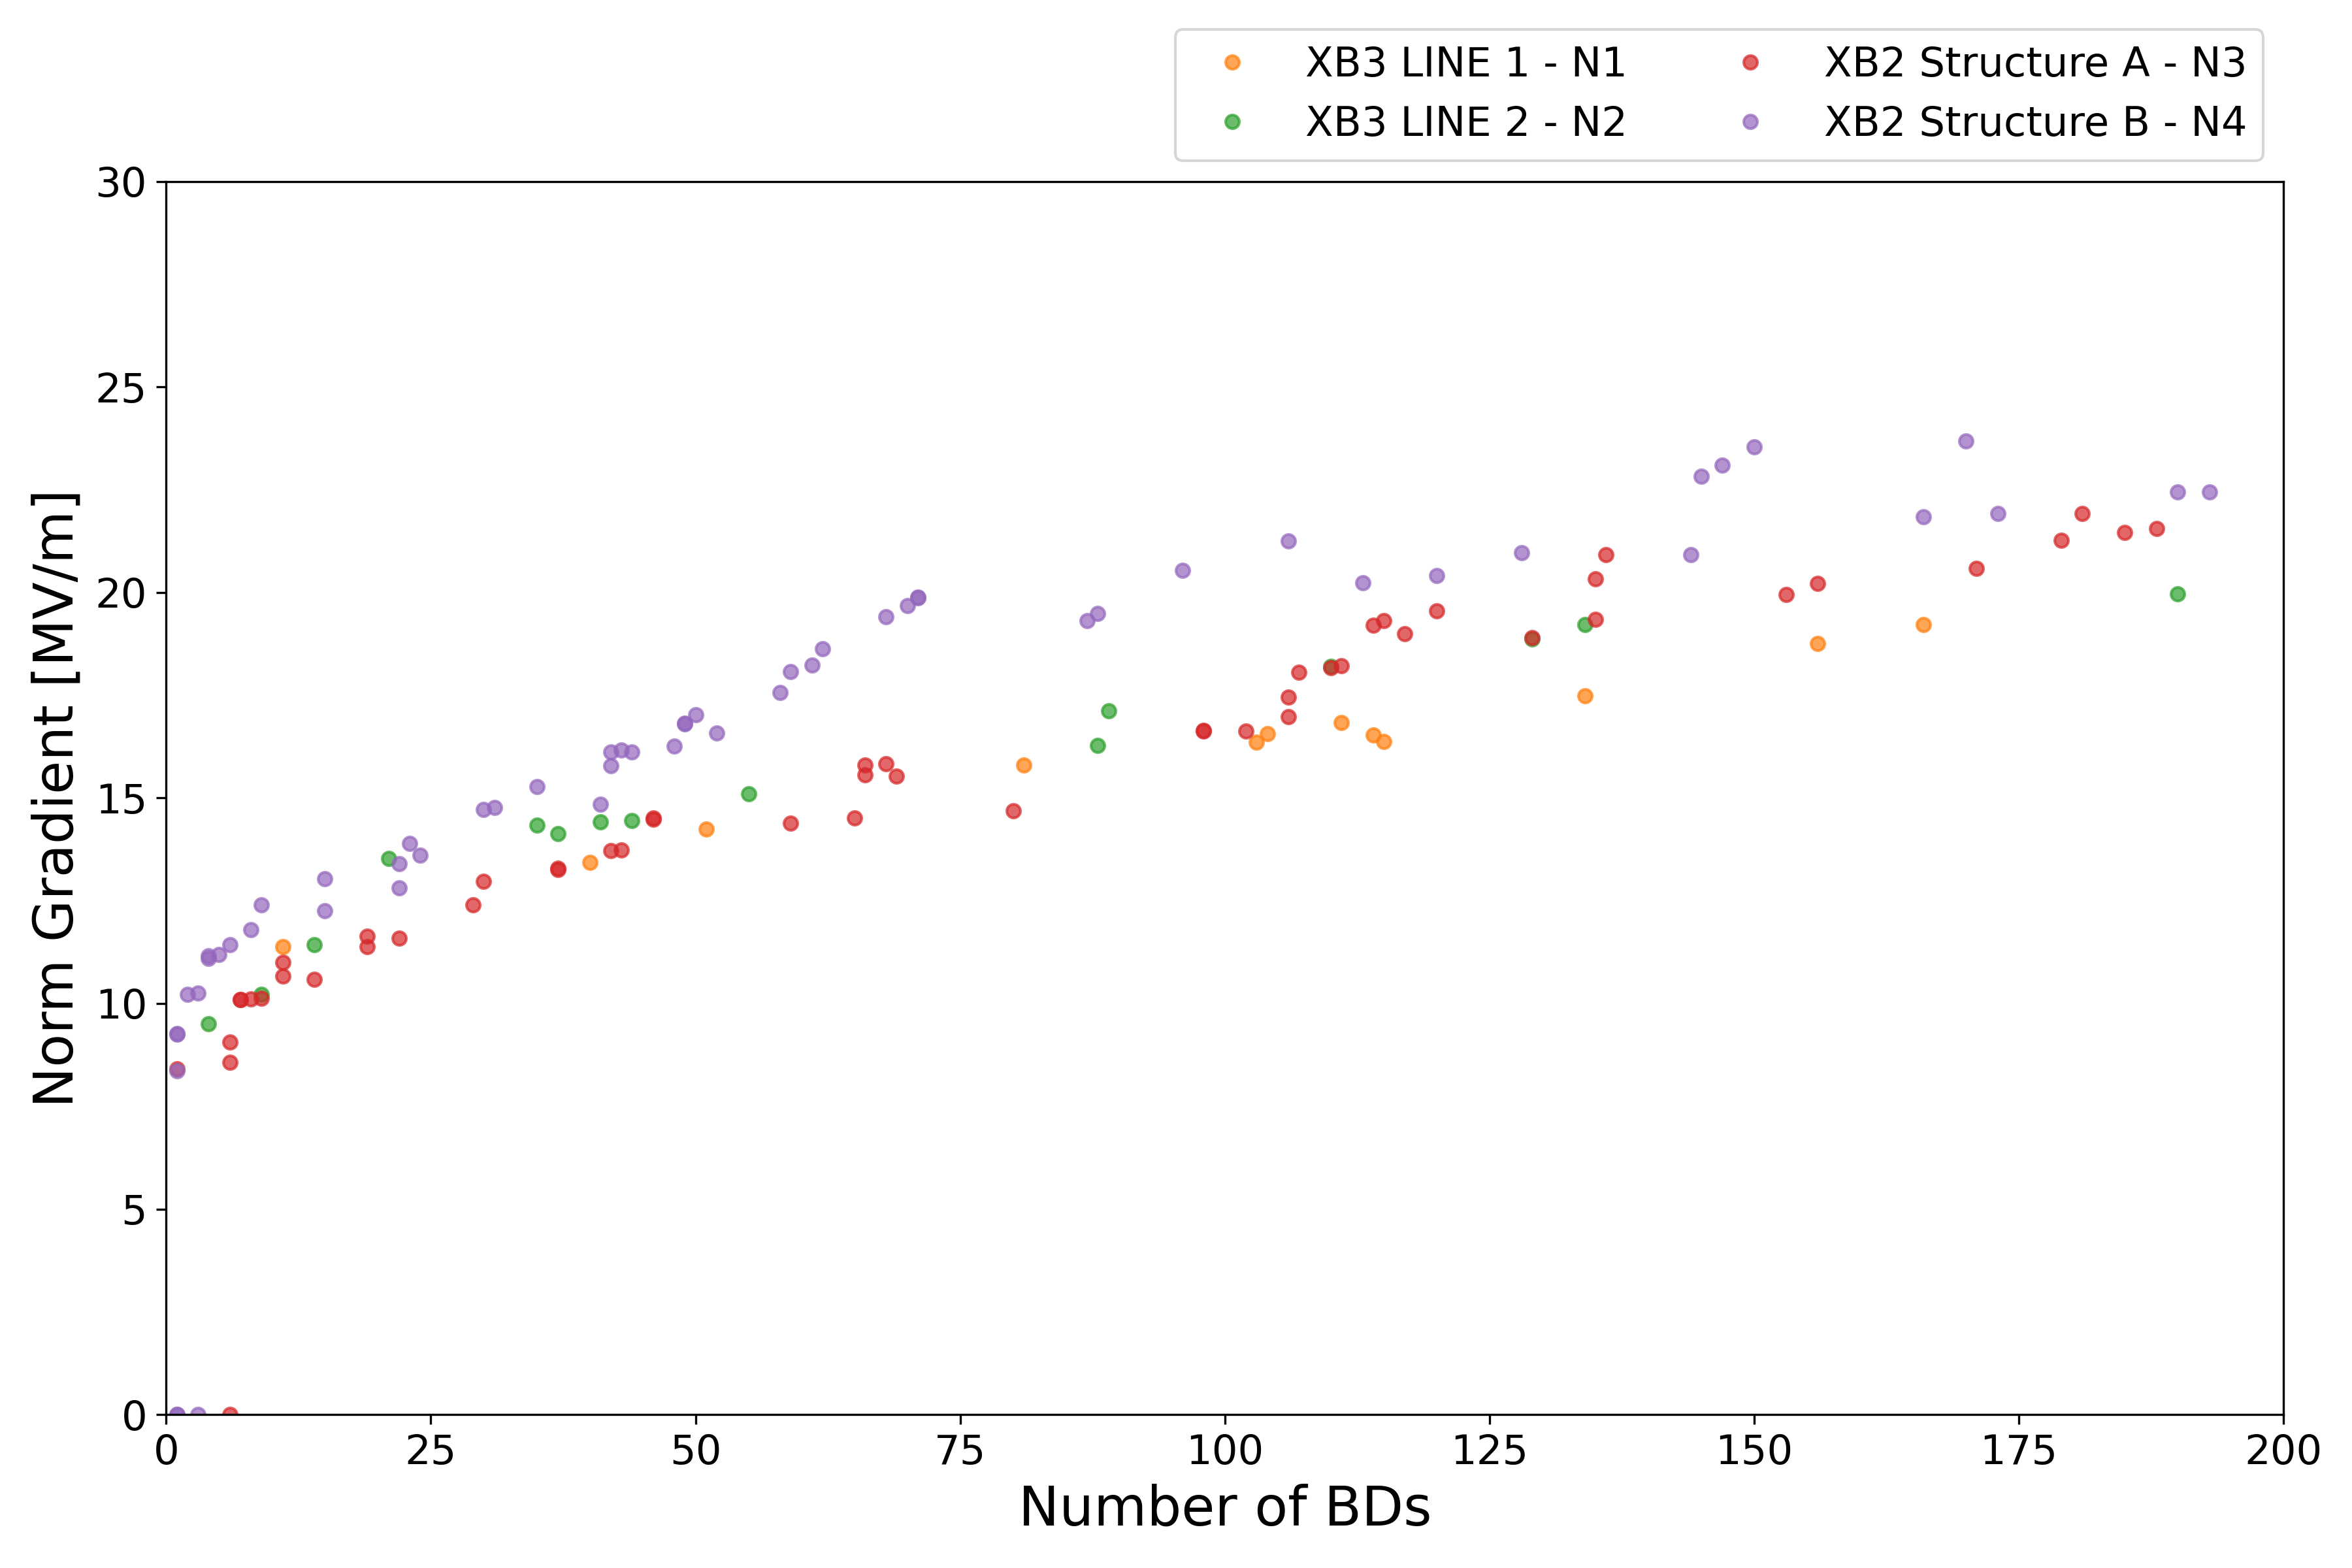 XB3 LINE 1 - N1
XB3 LINE 2 - N2
XB2 Structure A - N3
XB2 Structure B - N4
Norm Gradient [MV/m]
30
25
20
15
10
5
0
0 25 50 75 100 125 150 175 200
Number of BDs